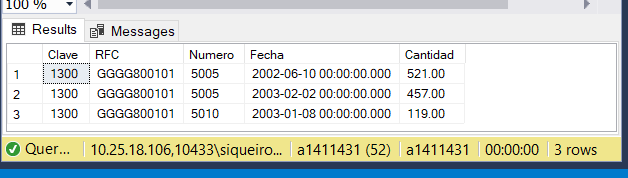 100 %
Results Messages
Clave RFC Numero Fecha Cantidad
1 1300 GGGG800101 5005 2002-06-10 00:00:00.000 521.00
2 1300 GGGG800101 5005 2003-02-02 00:00:00.000 457.00
3 1300 GGGG800101 5010 2003-01-08 00:00:00.000 119.00
Quer... 10.25.18.106,10433\siqueiro... a1411431 (52) a1411431 00:00:00 3 rows